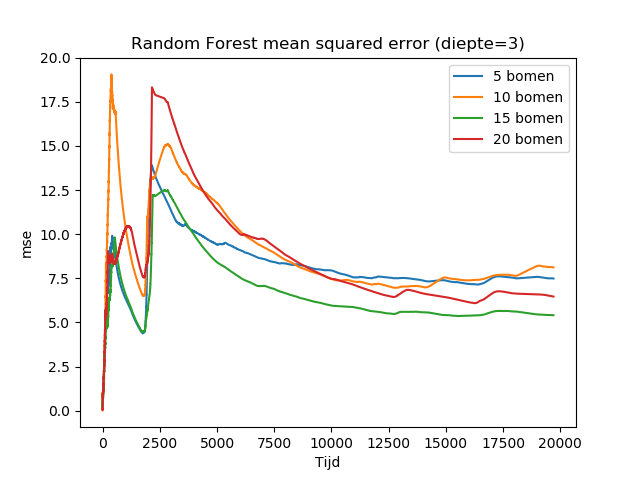 Random Forest mean squared error (diepte=3)
5 bomen
10 bomen
15 bomen
20 bomen
mse
20.0
17.5
15.0
12.5
10.0
7.5
5.0
2.5
0.0
0 2500 5000 7500 10000 12500 15000 17500 20000
Tijd